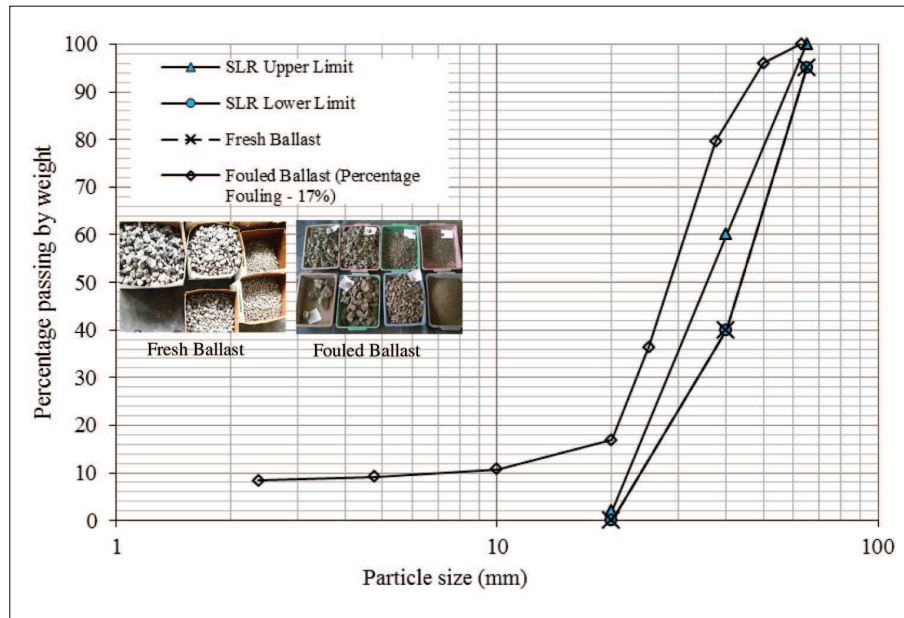 Percentage passing by weight
100
90
80
70
60
50
40
30
20
10
0
SLR Upper Limit
SLR Lower Limit
Fresh Ballast
Fouled Ballast (Percentage
Fouling - 17%)
Fresh Ballast
Fouled Ballast
1
10
100
Particle size (mm)